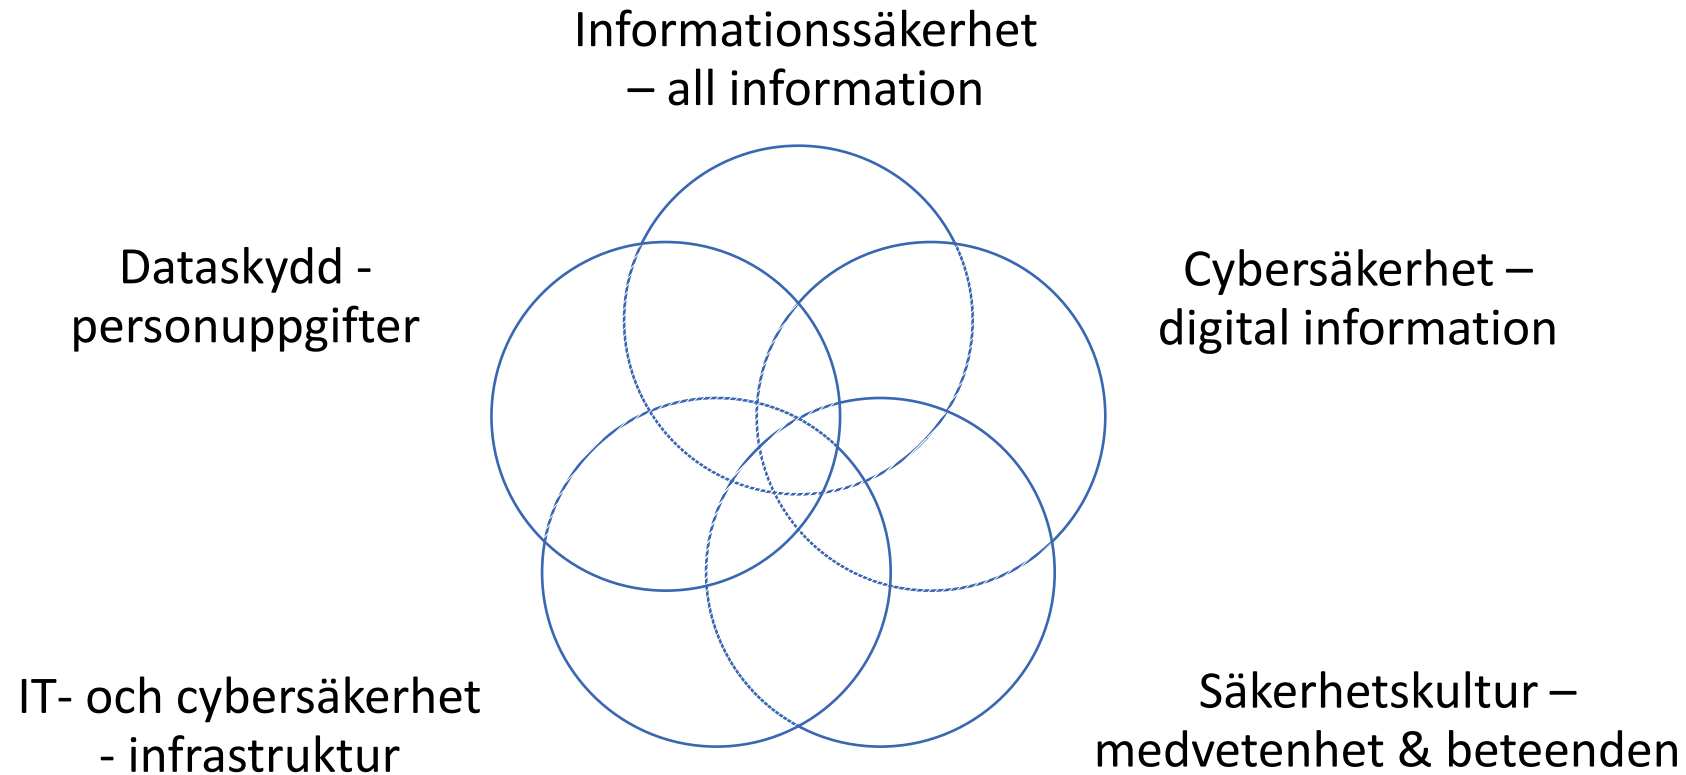 Informationssäkerhet
– all information
Dataskydd -
personuppgifter
Cybersäkerhet –
digital information
IT- och cybersäkerhet
- infrastruktur
Säkerhetskultur –
medvetenhet & beteenden